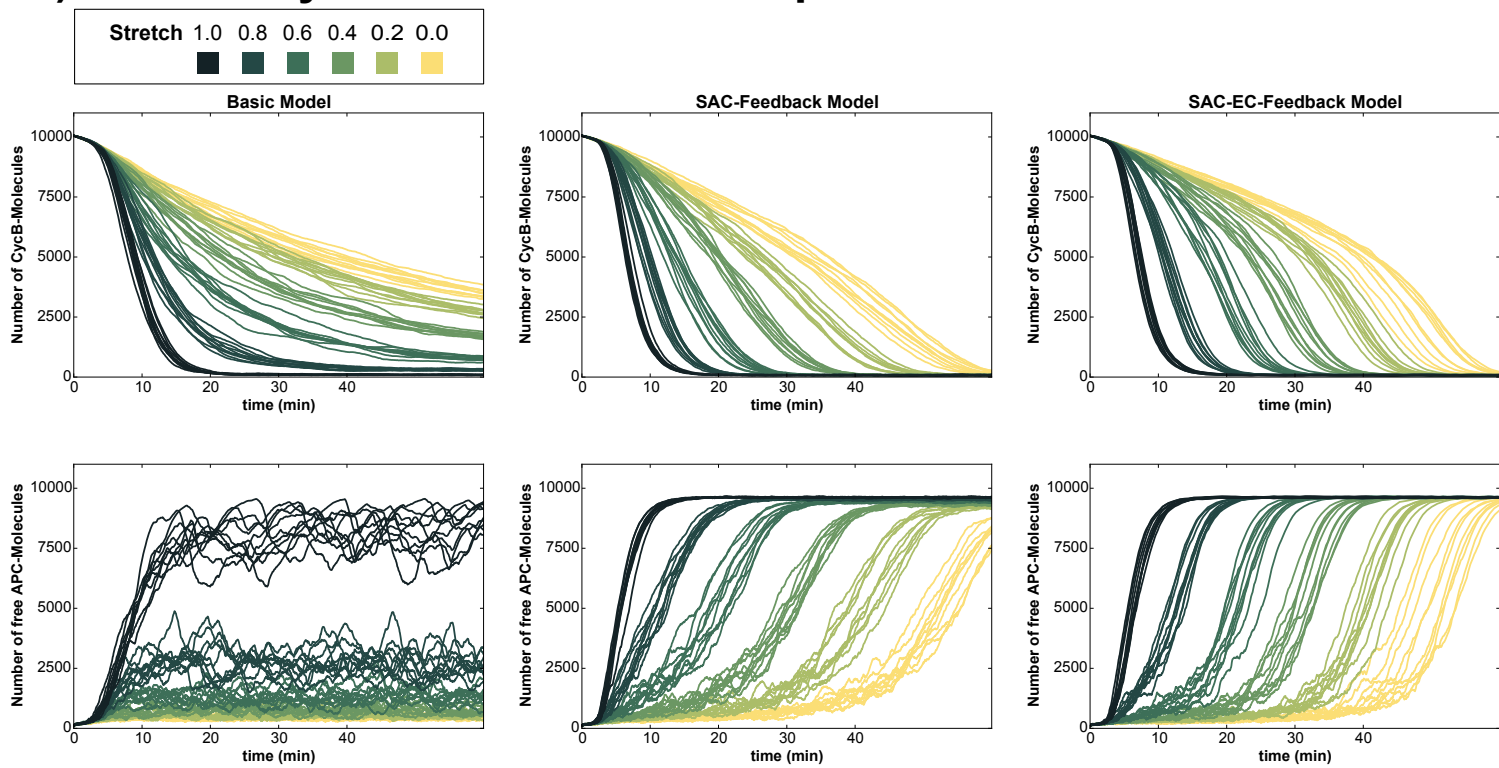 Stretch 1.0 0.8 0.6 0.4 0.2 0.0
Basic Model
SAC-Feedback Model
SAC-EC-Feedback Model
Number of CycB-Molecules
10000
7500
5000
2500
0
0 10 20 30 40
time (min)
Number of CycB-Molecules
10000
7500
5000
2500
0
0 10 20 30 40
time (min)
Number of CycB-Molecules
10000
7500
5000
2500
0
0 10 20 30 40
time (min)
Number of free APC-Molecules
10000
7500
5000
2500
0
0 10 20 30 40
time (min)
Number of free APC-Molecules
10000
7500
5000
2500
0
0 10 20 30 40
time (min)
Number of free APC-Molecules
10000
7500
5000
2500
0
0 10 20 30 40
time (min)